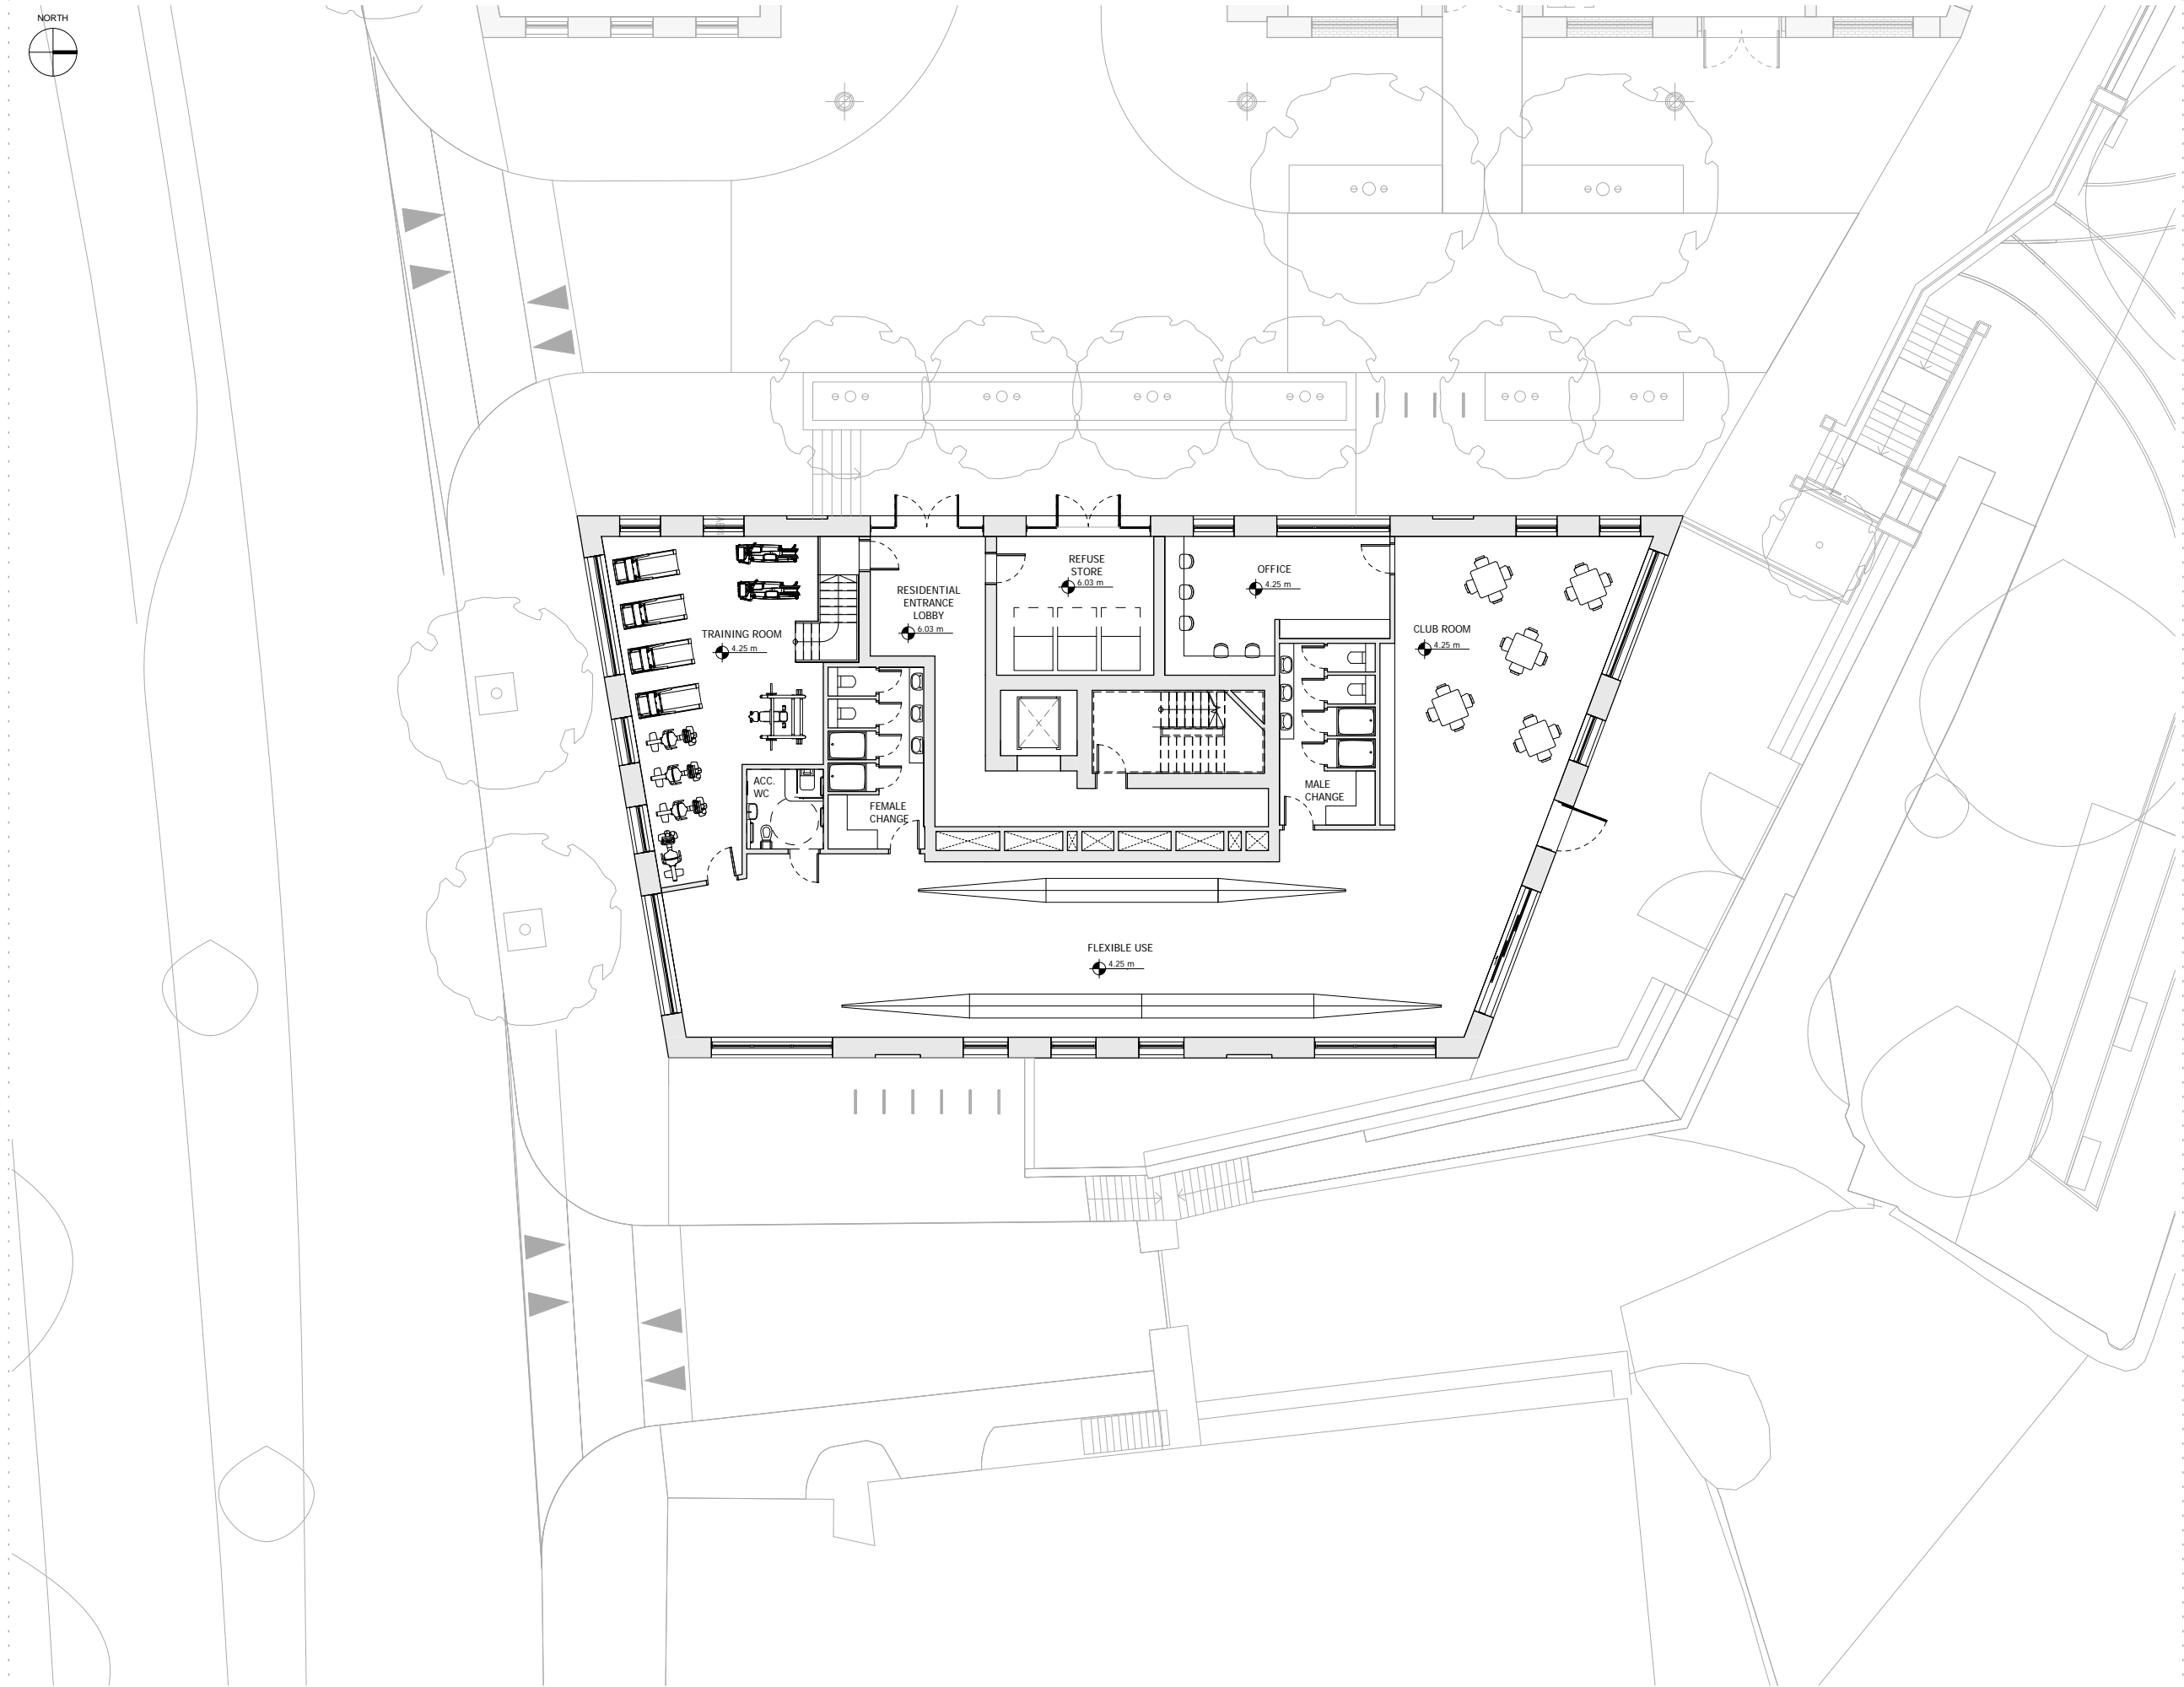 NORTH
REFUSE
STORE
6.03 m
OFFICE
4.25 m
RESIDENTIAL
ENTRANCE
LOBBY
6.03 m
TRAINING ROOM
4.25 m
CLUB ROOM
4.25 m
ACC.
WC
FEMALE
CHANGE
MALE
CHANGE
FLEXIBLE USE
4.25 m